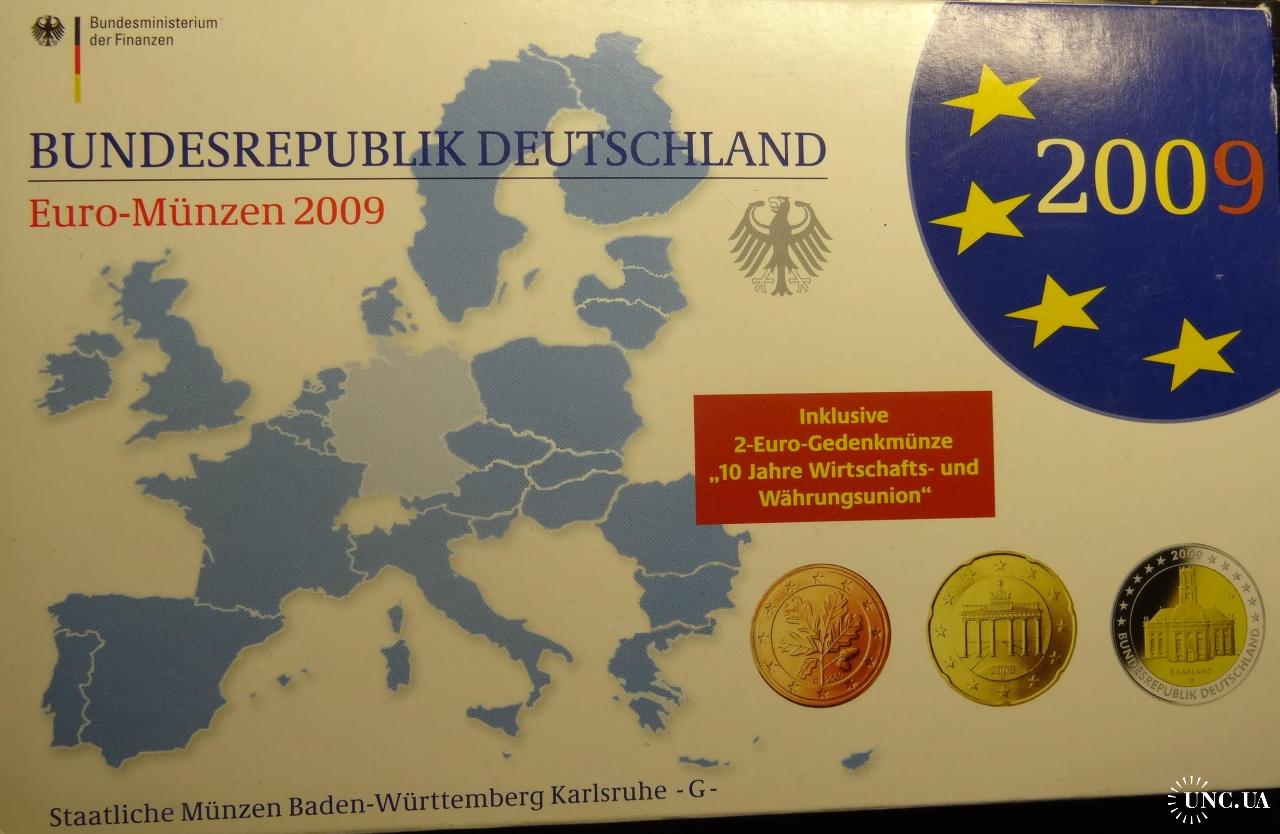 Bundesministerium
der Finanzen
BUNDESREPUBLIK DEUTSCHLAND
Euro-Münzen 2009
2009
Inklusive
2-Euro-Gedenkmünze
„10 Jahre Wirtschafts- und
Währungsunion“
2009
2009
BUNDESREPUBLIK DEUTSCHLAND
SAARLAND
G
Staatliche Münzen Baden-Württemberg Karlsruhe - G -
UNC.UA